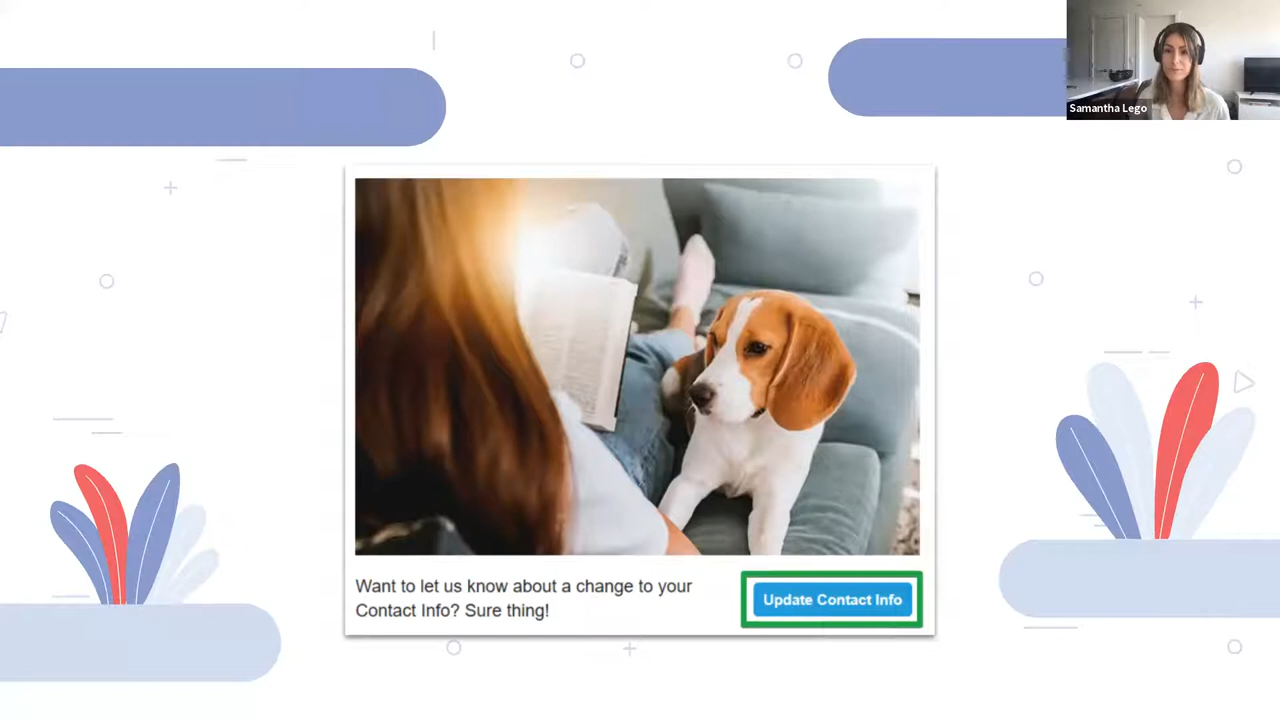 Samantha Lego
Want to let us know about a change to your
Contact Info? Sure thing!
Update Contact Info